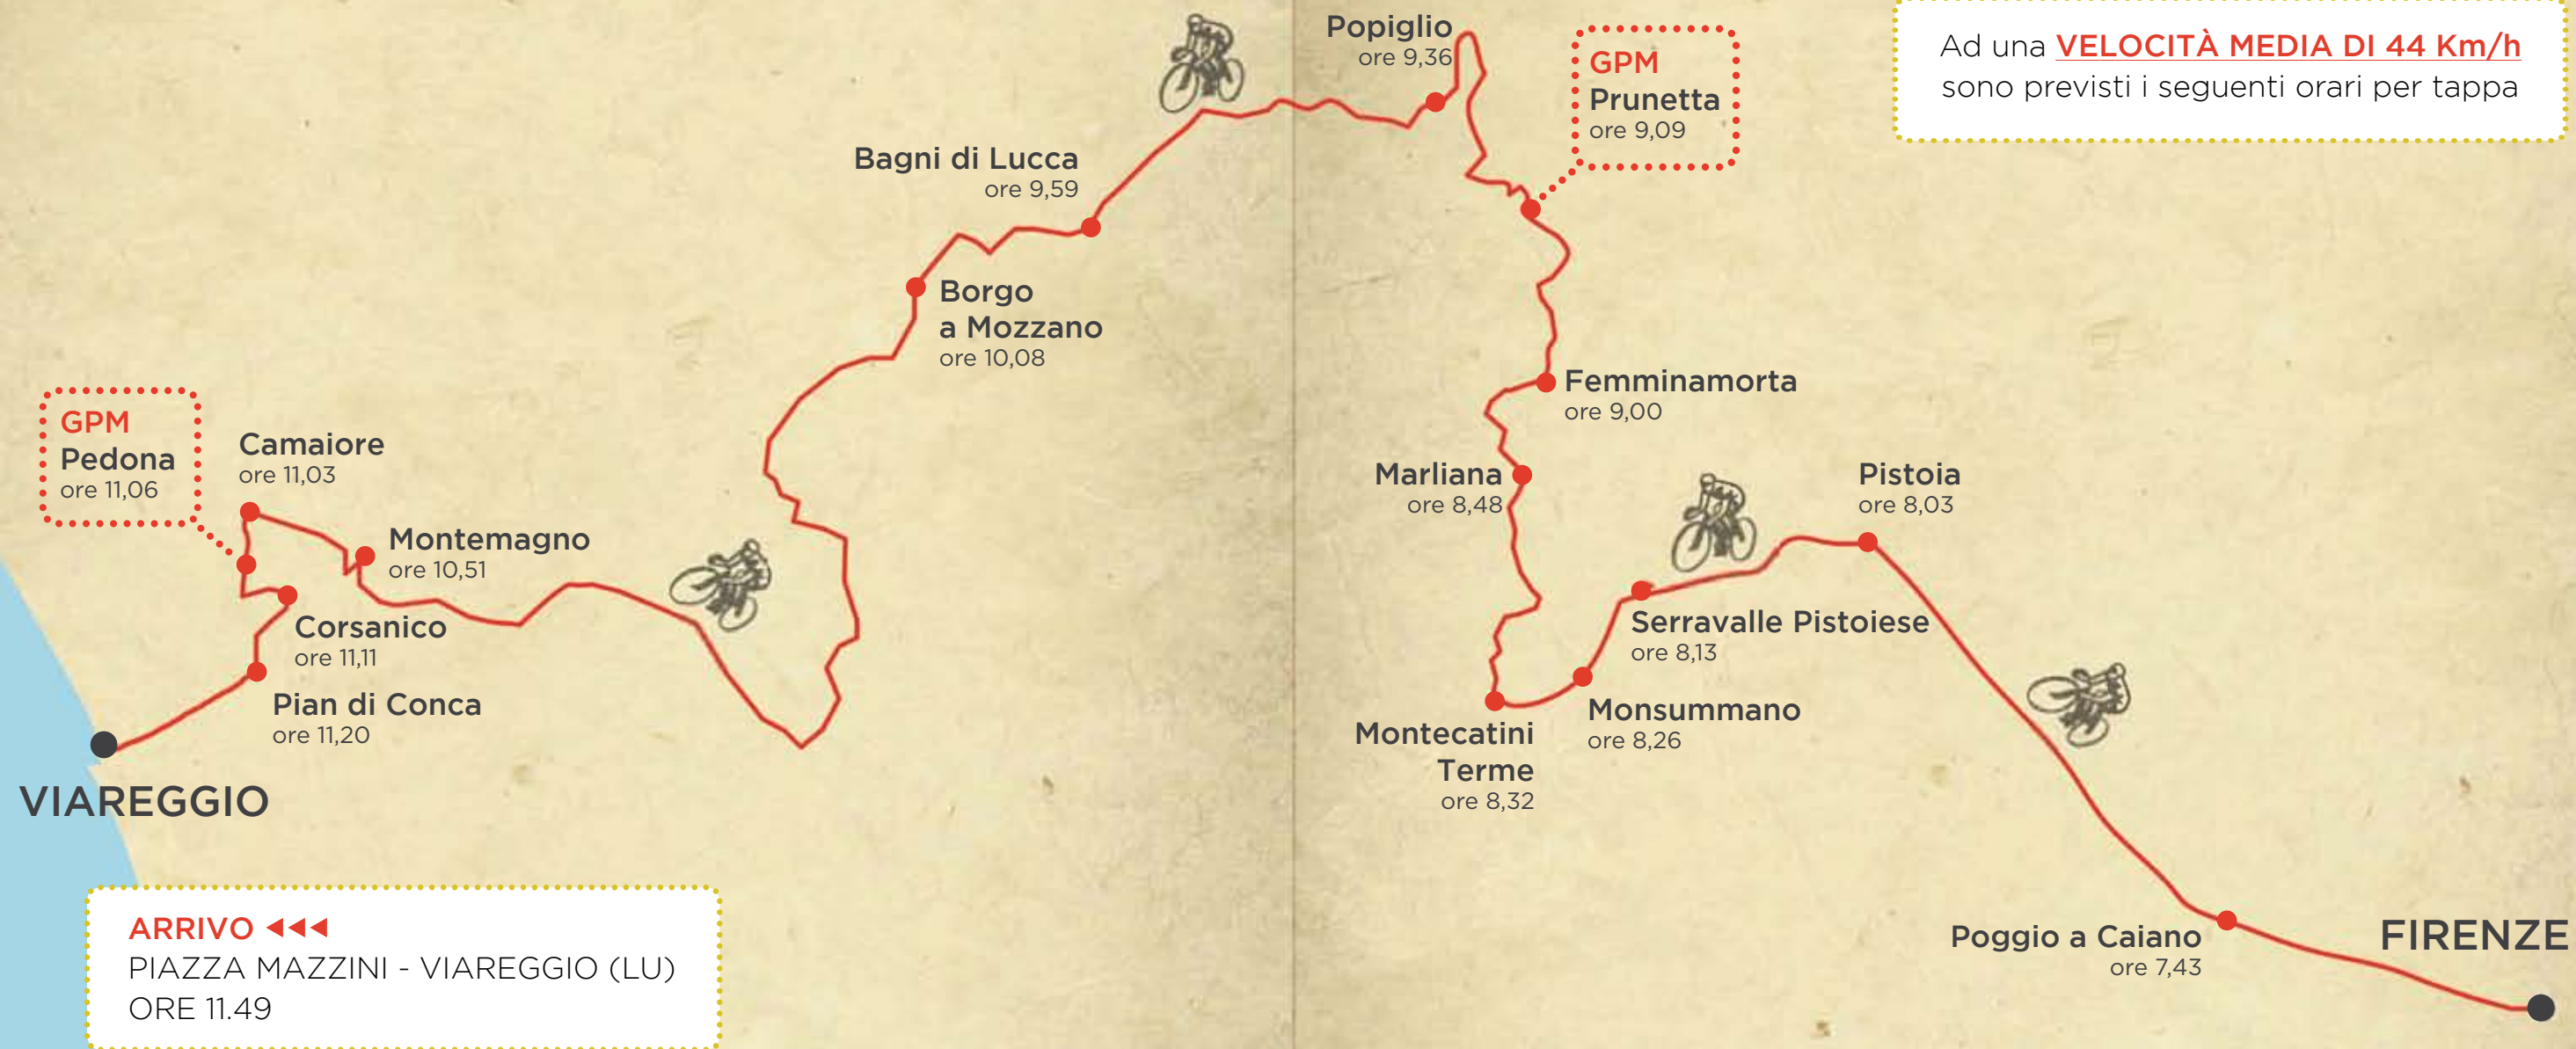 Popiglio
ore 9,36
GPM
Prunetta
ore 9,09
Ad una VELOCITÀ MEDIA DI 44 Km/h
sono previsti i seguenti orari per tappa
Bagni di Lucca
ore 9,59
Borgo
a Mozzano
ore 10,08
Femminamorta
ore 9,00
GPM
Pedona
ore 11,06
Camaiore
ore 11,03
Montemagno
ore 10,51
Marliana
ore 8,48
Pistoia
ore 8,03
Corsanico
ore 11,11
Serravalle Pistoiese
ore 8,13
Pian di Conca
ore 11,20
Monsummano
ore 8,26
Montecatini
Terme
ore 8,32
VIAREGGIO
Poggio a Caiano
ore 7,43
FIRENZE
ARRIVO
PIAZZA MAZZINI - VIAREGGIO (LU)
ORE 11.49